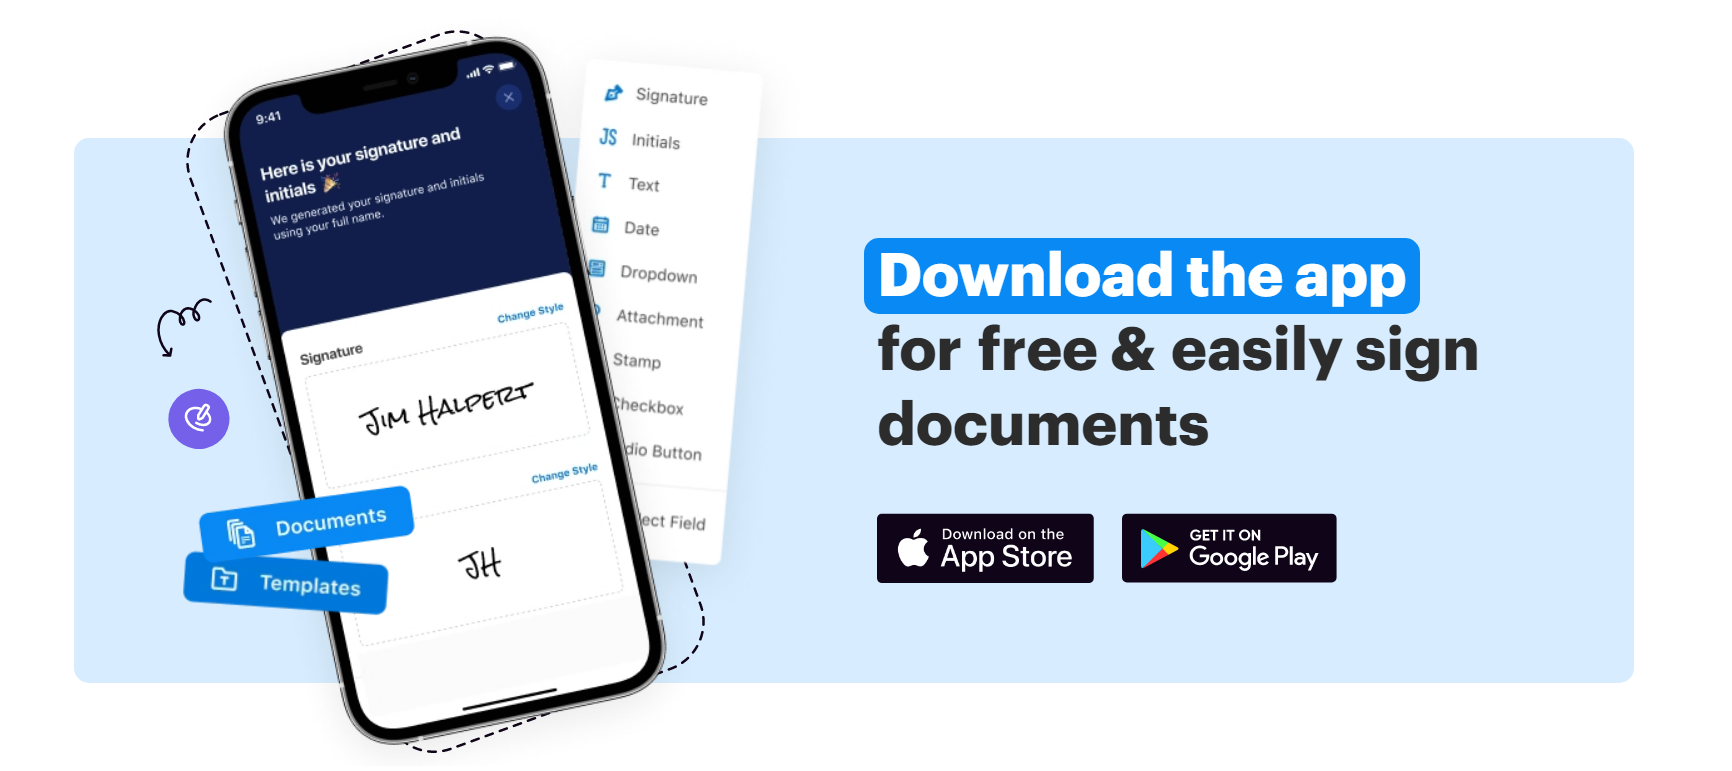 9:41
Here is your signature and
initials
We generated your signature and initials
using your full name.
Change Style
Signature
JIM HALPERT
Change Style
JH
Documents
Templates
Signature
JS Initials
T Text
Date
Dropdown
Attachment
Stamp
Checkbox
dio Button
ect Field
Download the app
for free & easily sign
documents
Download on the
App Store
GET IT ON
Google Play